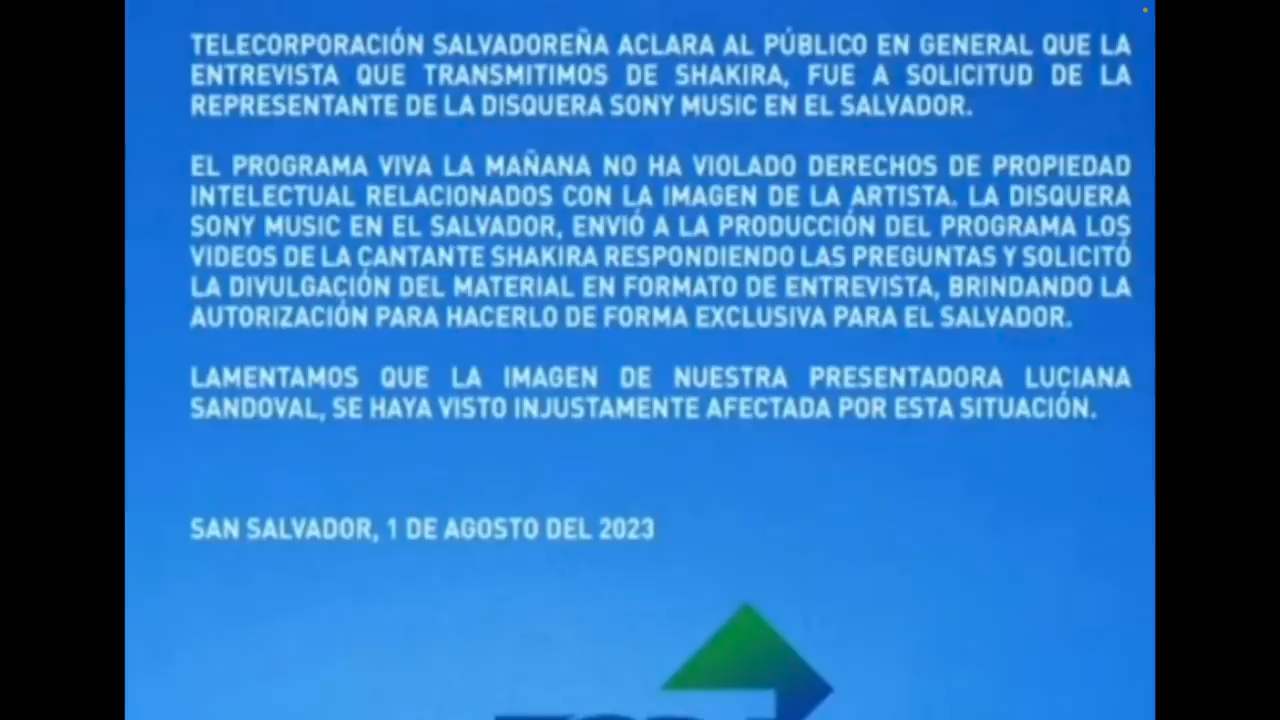 TELECORPORACIÓN SALVADOREÑA ACLARA AL PÚBLICO EN GENERAL QUE LA
ENTREVISTA QUE TRANSMITIMOS DE SHAKIRA, FUE A SOLICITUD DE LA
REPRESENTANTE DE LA DISQUERA SONY MUSIC EN EL SALVADOR.
EL PROGRAMA VIVA LA MAÑANA NO HA VIOLADO DERECHOS DE PROPIEDAD
INTELECTUAL RELACIONADOS CON LA IMAGEN DE LA ARTISTA. LA DISQUERA
SONY MUSIC EN EL SALVADOR, ENVIÓ A LA PRODUCCIÓN DEL PROGRAMA LOS
VIDEOS DE LA CANTANTE SHAKIRA RESPONDIENDO LAS PREGUNTAS Y SOLICITÓ
LA DIVULGACIÓN DEL MATERIAL EN FORMATO DE ENTREVISTA, BRINDANDO LA
AUTORIZACIÓN PARA HACERLO DE FORMA EXCLUSIVA PARA EL SALVADOR.
LAMENTAMOS QUE LA IMAGEN DE NUESTRA PRESENTADORA LUCIANA
SANDOVAL, SE HAYA VISTO INJUSTAMENTE AFECTADA POR ESTA SITUACIÓN.
SAN SALVADOR, 1 DE AGOSTO DEL 2023